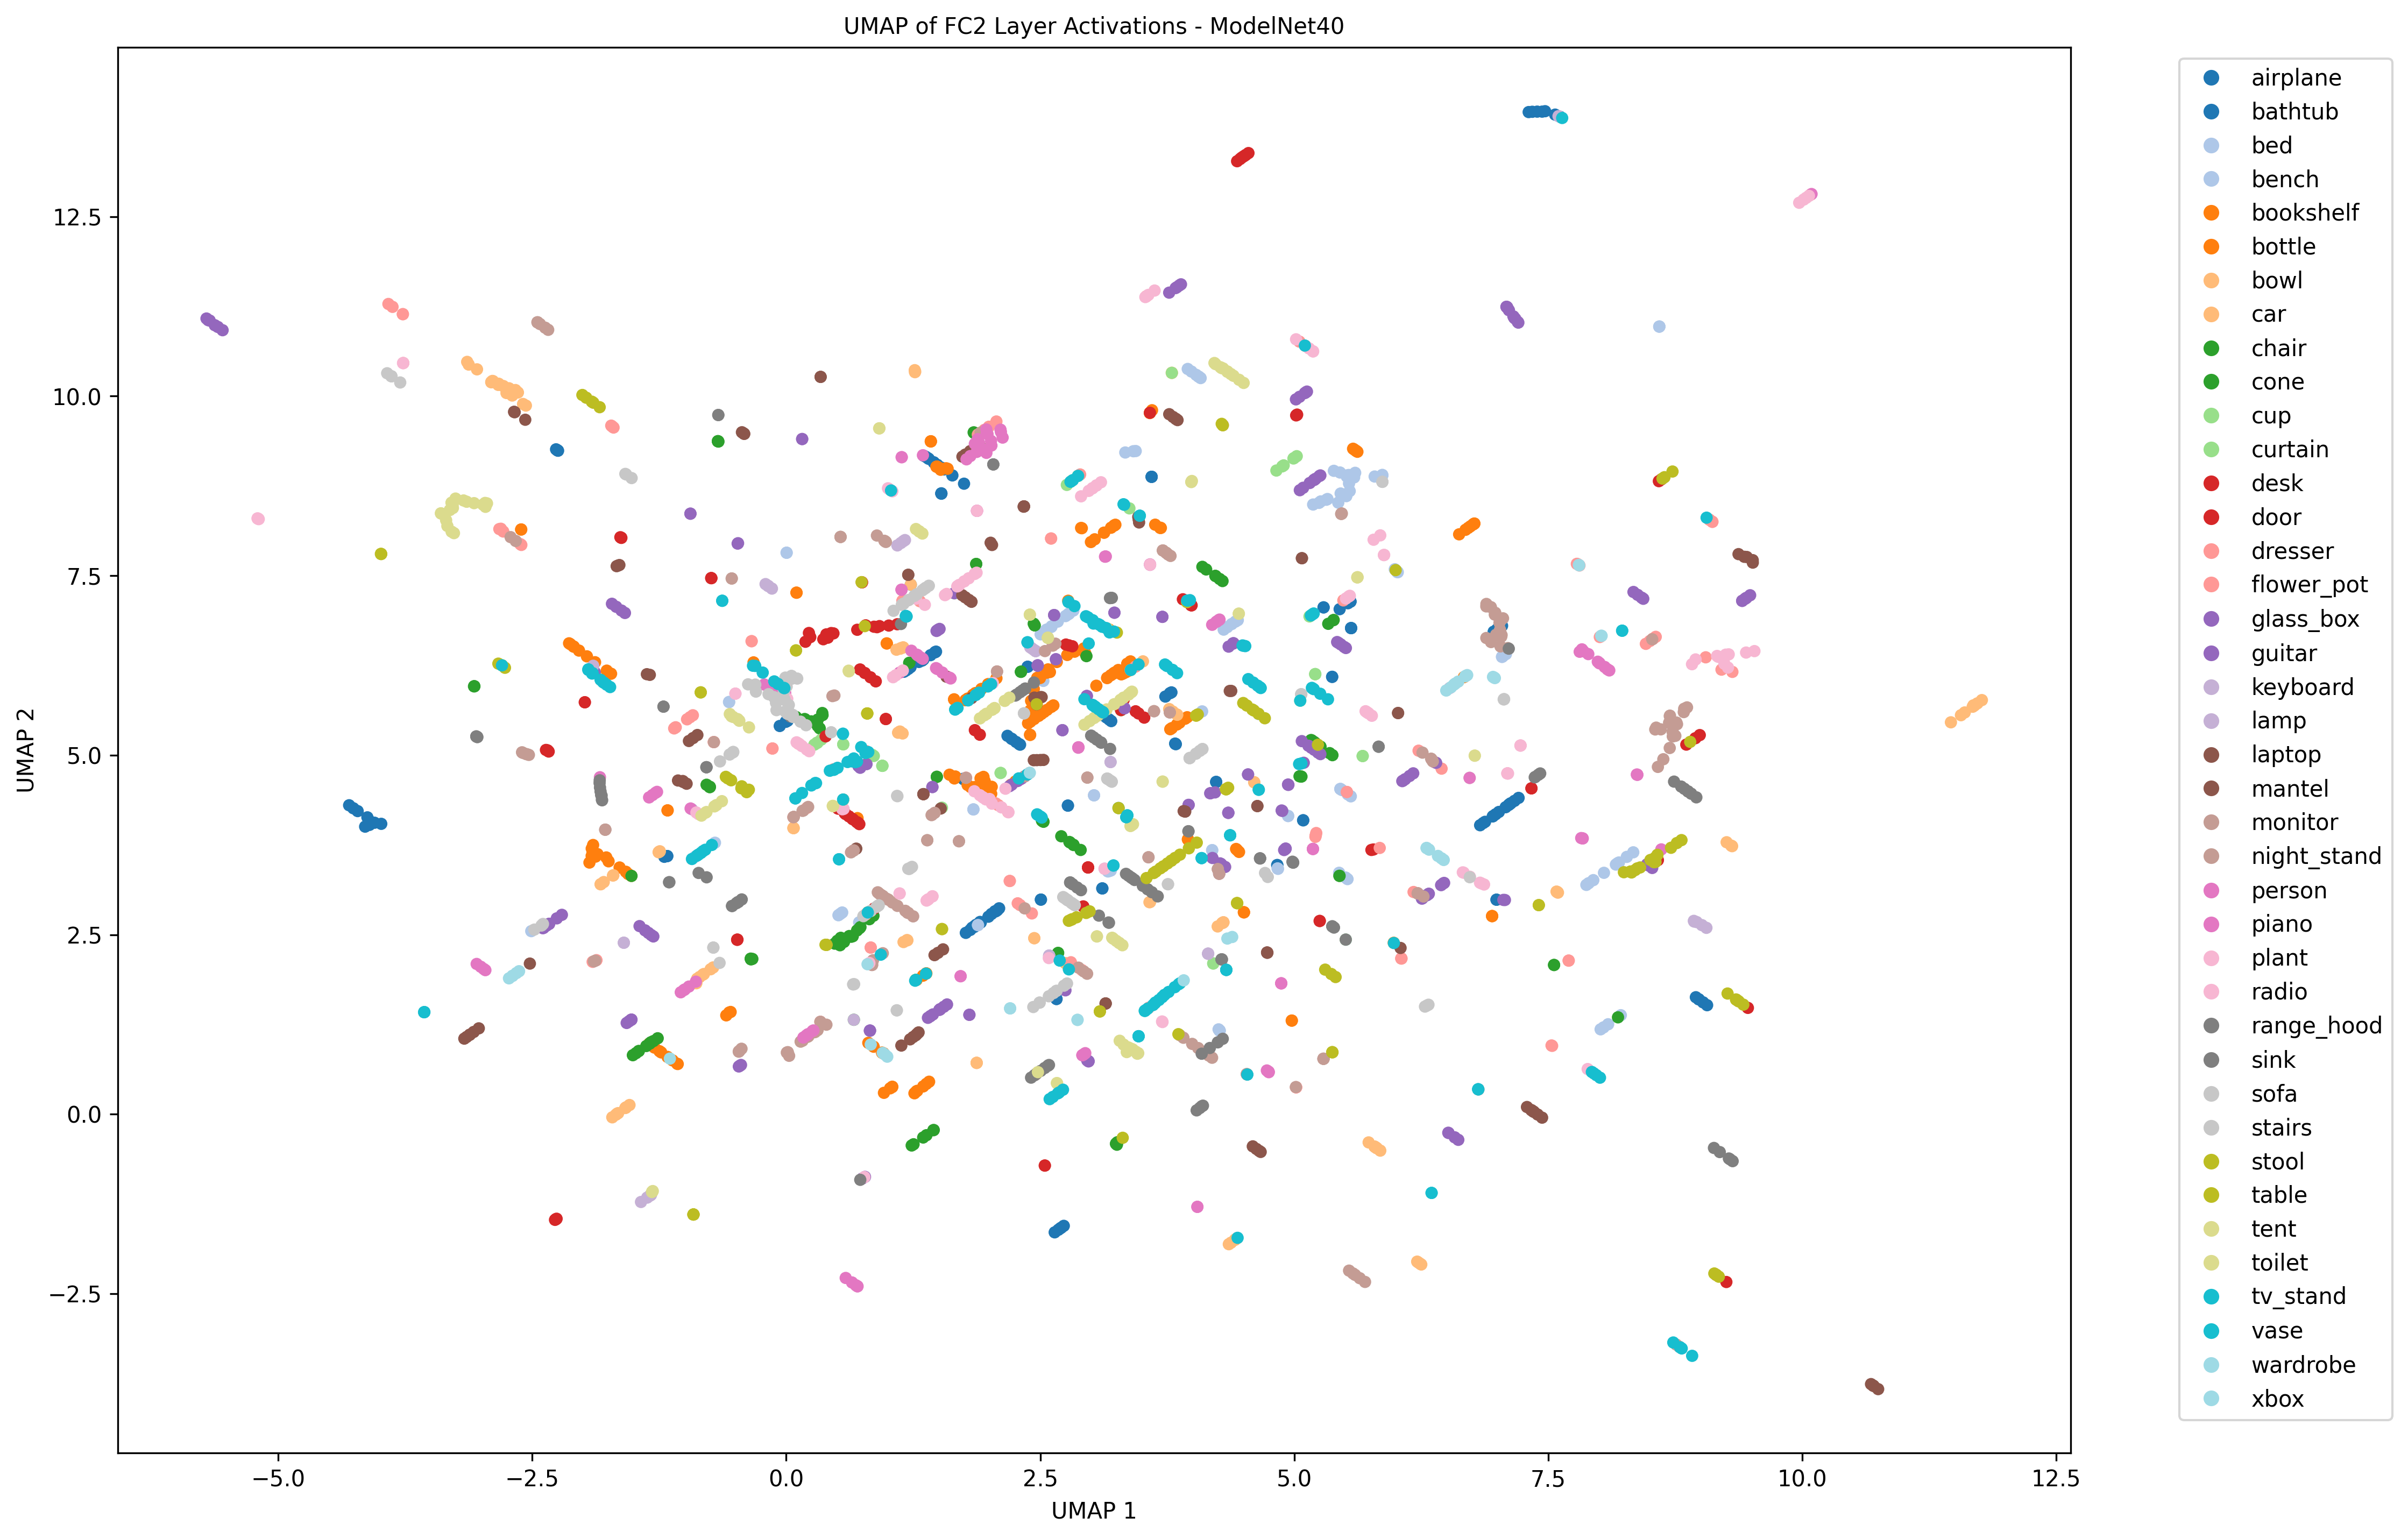 UMAP of FC2 Layer Activations - ModelNet40
UMAP 2
12.5
10.0
7.5
5.0
2.5
0.0
−2.5
−5.0
−2.5
0.0
2.5
5.0
7.5
10.0
12.5
UMAP 1
airplane
bathtub
bed
bench
bookshelf
bottle
bowl
car
chair
cone
cup
curtain
desk
door
dresser
flower_pot
glass_box
guitar
keyboard
lamp
laptop
mantel
monitor
night_stand
person
piano
plant
radio
range_hood
sink
sofa
stairs
stool
table
tent
toilet
tv_stand
vase
wardrobe
xbox